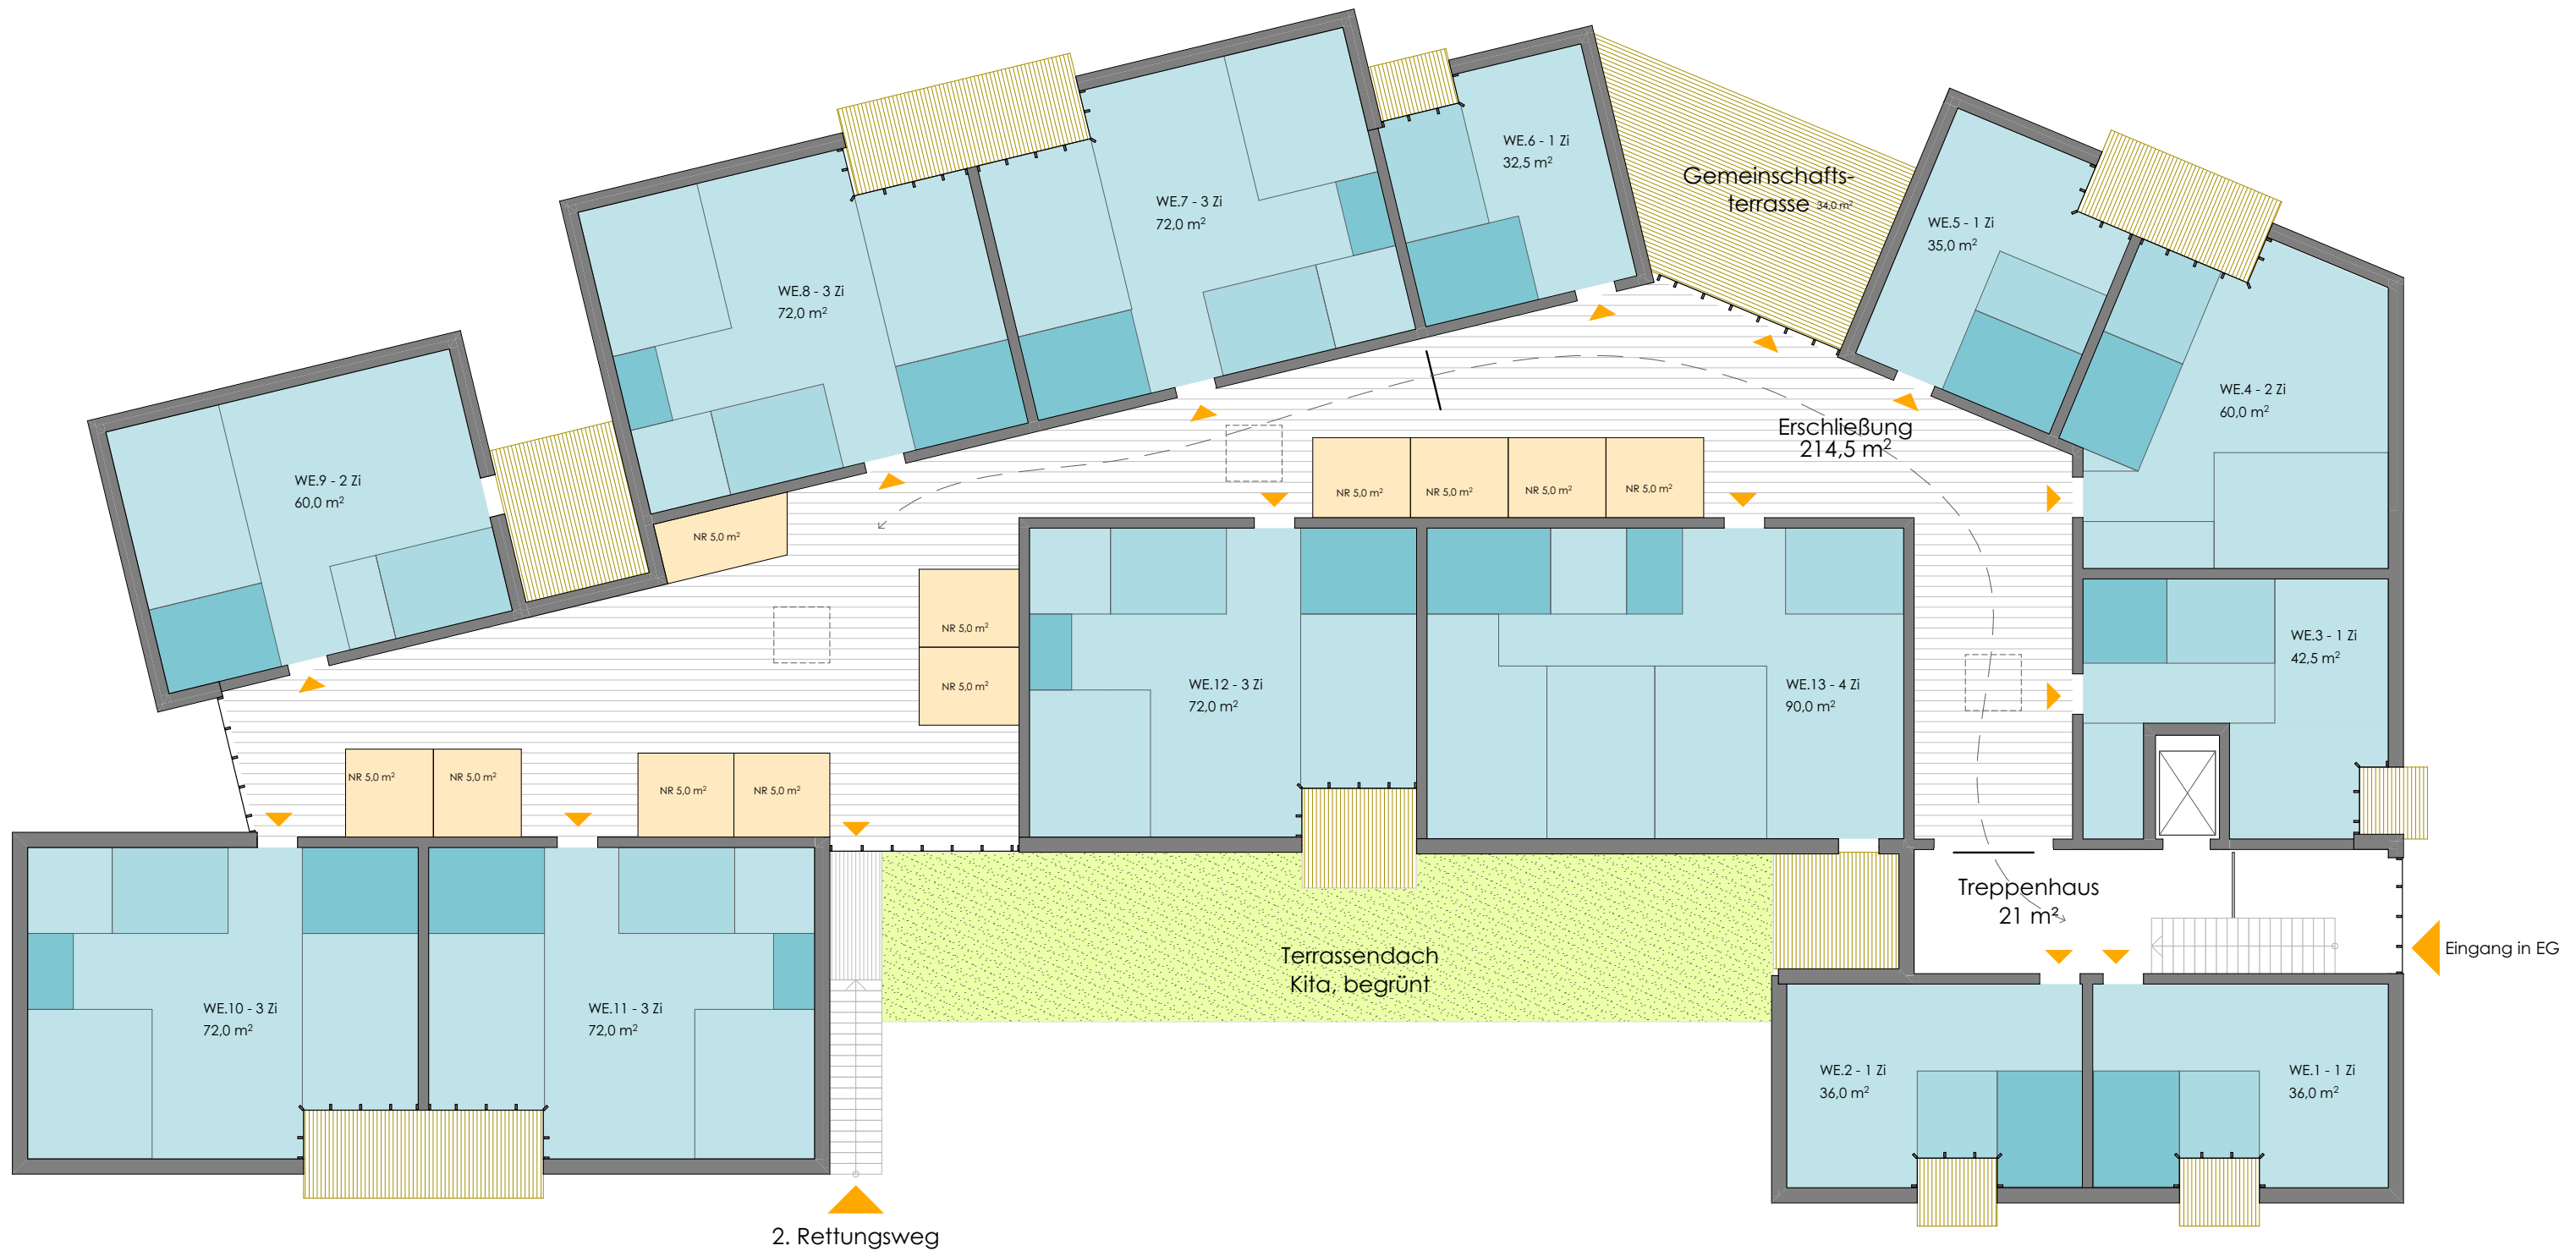 WE.6 - 1 Zi
32,5 m²
Gemeinschafts-
terrasse 34,0 m²
WE.7 - 3 Zi
72,0 m²
WE.5 - 1 Zi
35,0 m²
WE.8 - 3 Zi
72,0 m²
WE.4 - 2 Zi
60,0 m²
Erschließung
214,5 m²
WE.9 - 2 Zi
60,0 m²
NR 5,0 m²
NR 5,0 m²
NR 5,0 m²
NR 5,0 m²
NR 5,0 m²
NR 5,0 m²
NR 5,0 m²
WE.3 - 1 Zi
42,5 m²
WE.12 - 3 Zi
72,0 m²
WE.13 - 4 Zi
90,0 m²
NR 5,0 m²
NR 5,0 m²
NR 5,0 m²
NR 5,0 m²
Treppenhaus
21 m²
Eingang in EG
Terrassendach
Kita, begrünt
WE.10 - 3 Zi
72,0 m²
WE.11 - 3 Zi
72,0 m²
WE.2 - 1 Zi
36,0 m²
WE.1 - 1 Zi
36,0 m²
2. Rettungsweg